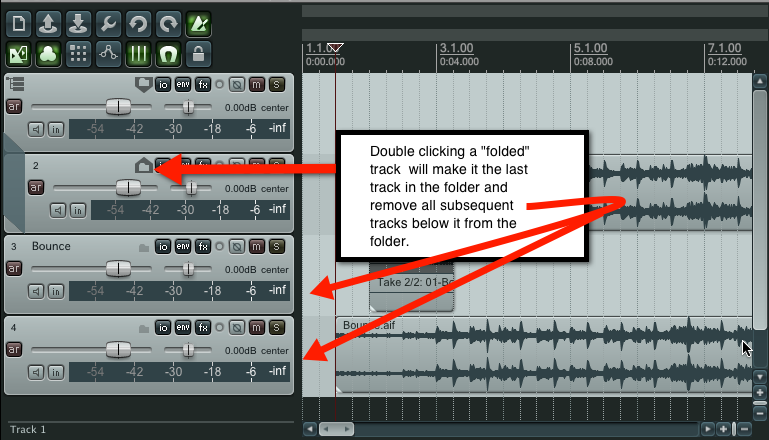 1.1.00
3.1.00
5.1.00
7.1.00
0:00.000
0:04.000
0:08.000
0:12.000
io env fx m s
ar 0.00dB center
in -54 -42 -30 -18 -6 -inf
2
ar 0.00dB center
in -54 -42 -30 -18 -6 -inf
Double clicking a "folded"
track will make it the last
track in the folder and
remove all subsequent
tracks below it from the
folder.
3 Bounce io env fx m s
ar 0.00dB center
in -54 -42 -30 -18 -6 -inf
Take 2/2: 01-Bo
4 io env fx m s
ar 0.00dB center
in -54 -42 -30 -18 -6 -inf
Bounce.aif
Track 1